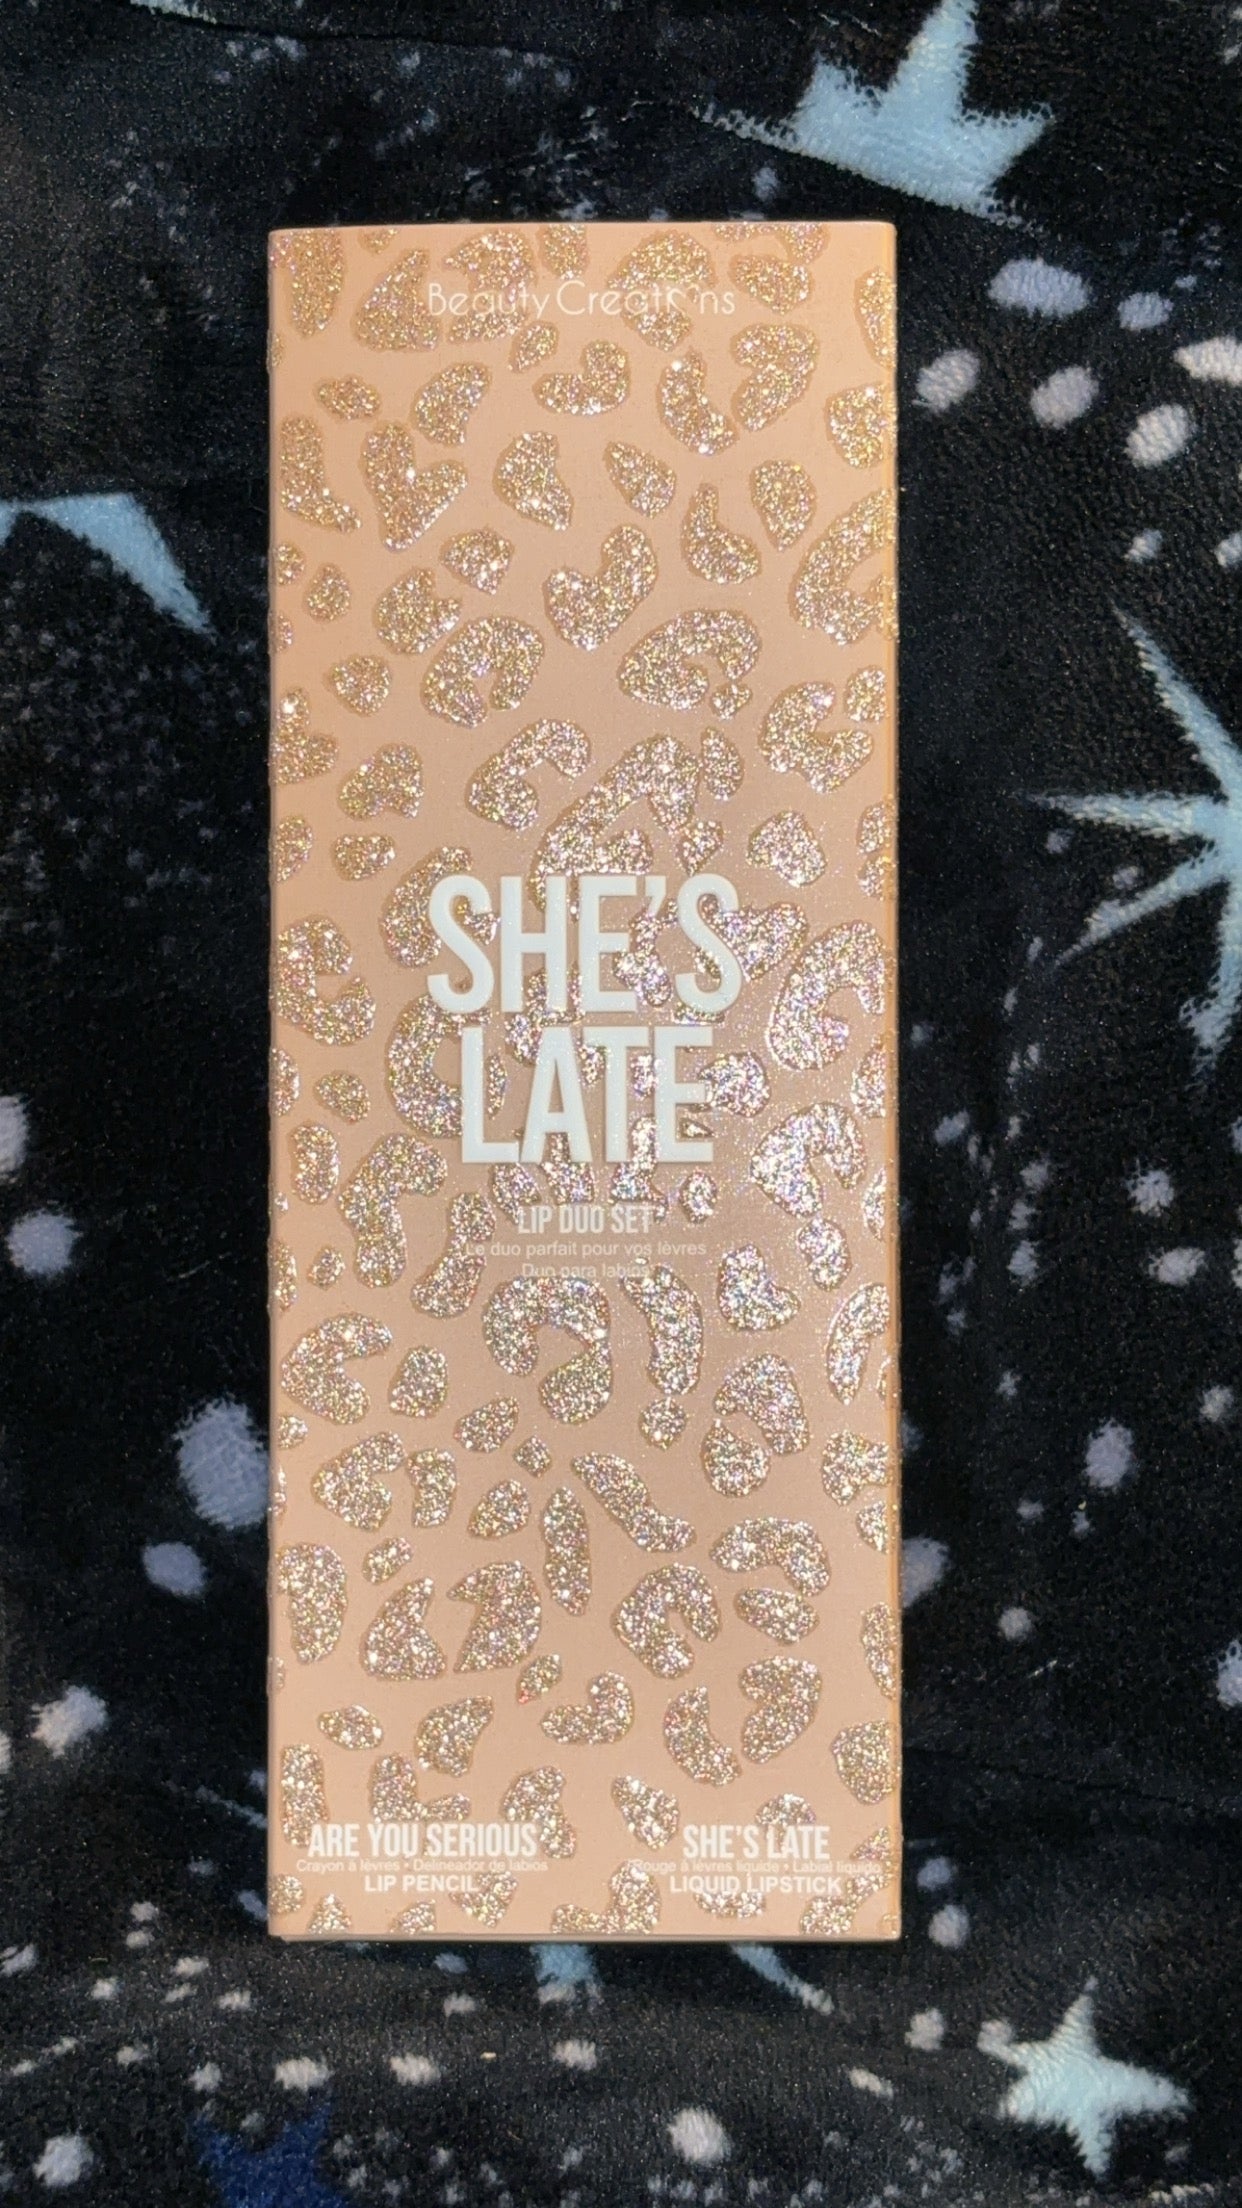 Beauty Creations
SHE'S
LATE
LIP DUO SET
Le duo parfait pour vos lèvres
Duo para labios
ARE YOU SERIOUS
Crayon à lèvres • Delineador de labios
LIP PENCIL
SHE'S LATE
Rouge à lèvres liquide • Labial liquido
LIQUID LIPSTICK